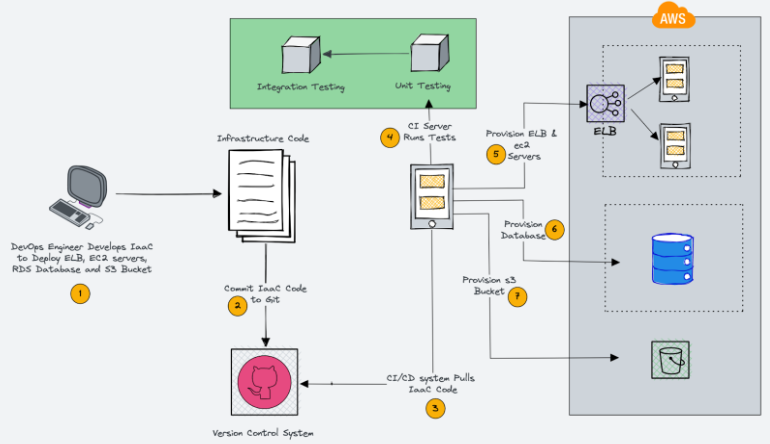 AWS
Integration Testing
Unit Testing
4
CI Server
Runs Tests
Infrastructure Code
Provision ELB &
ec2
Servers
5
ELB
DevOps Engineer Develops IaaC
to Deploy ELB, EC2 servers,
RDS Database and S3 Bucket
1
Provision
Database
6
Commit IaaC Code
to Git
2
Provision s3
Bucket
7
CI/CD system Pulls
IaaC Code
3
Version Control System